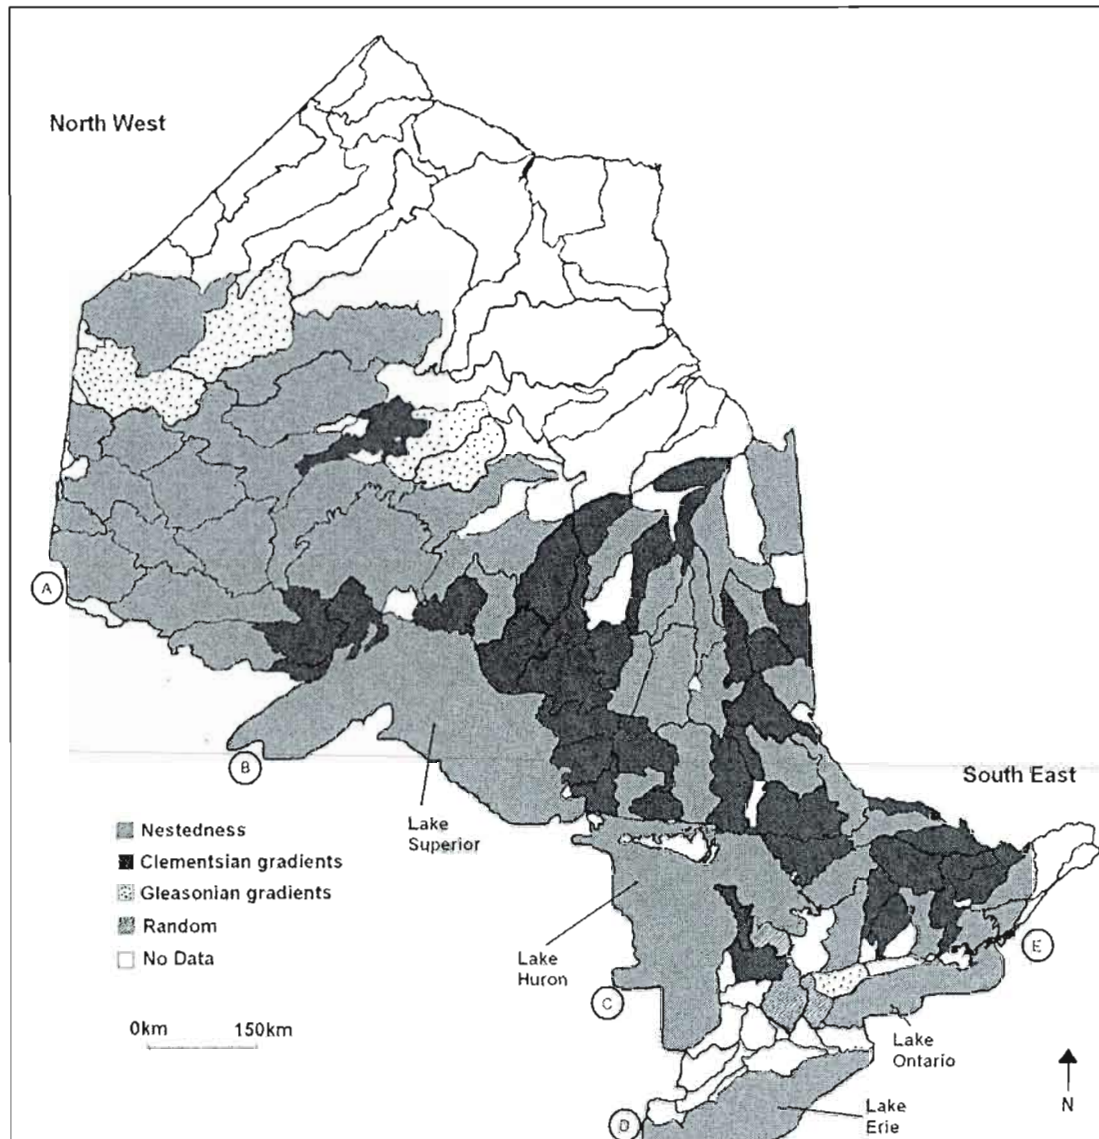 North West
A
B
South East
Nestedness
Clementsian gradients
Gleasonian gradients
Random
No Data
0km 150km
Lake
Superior
Lake
Huron
C
E
Lake
Ontario
N
D
Lake
Erie